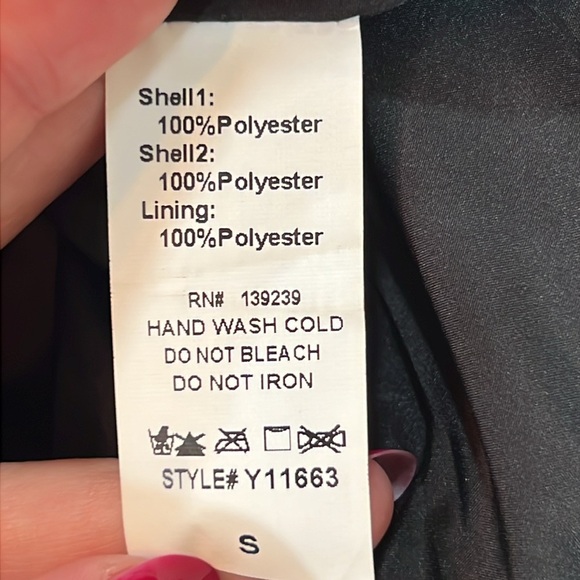 Shell1:
100%Polyester
Shell2:
100%Polyester
Lining:
100%Polyester
RN# 139239
HAND WASH COLD
DO NOT BLEACH
DO NOT IRON
STYLE# Y11663
S